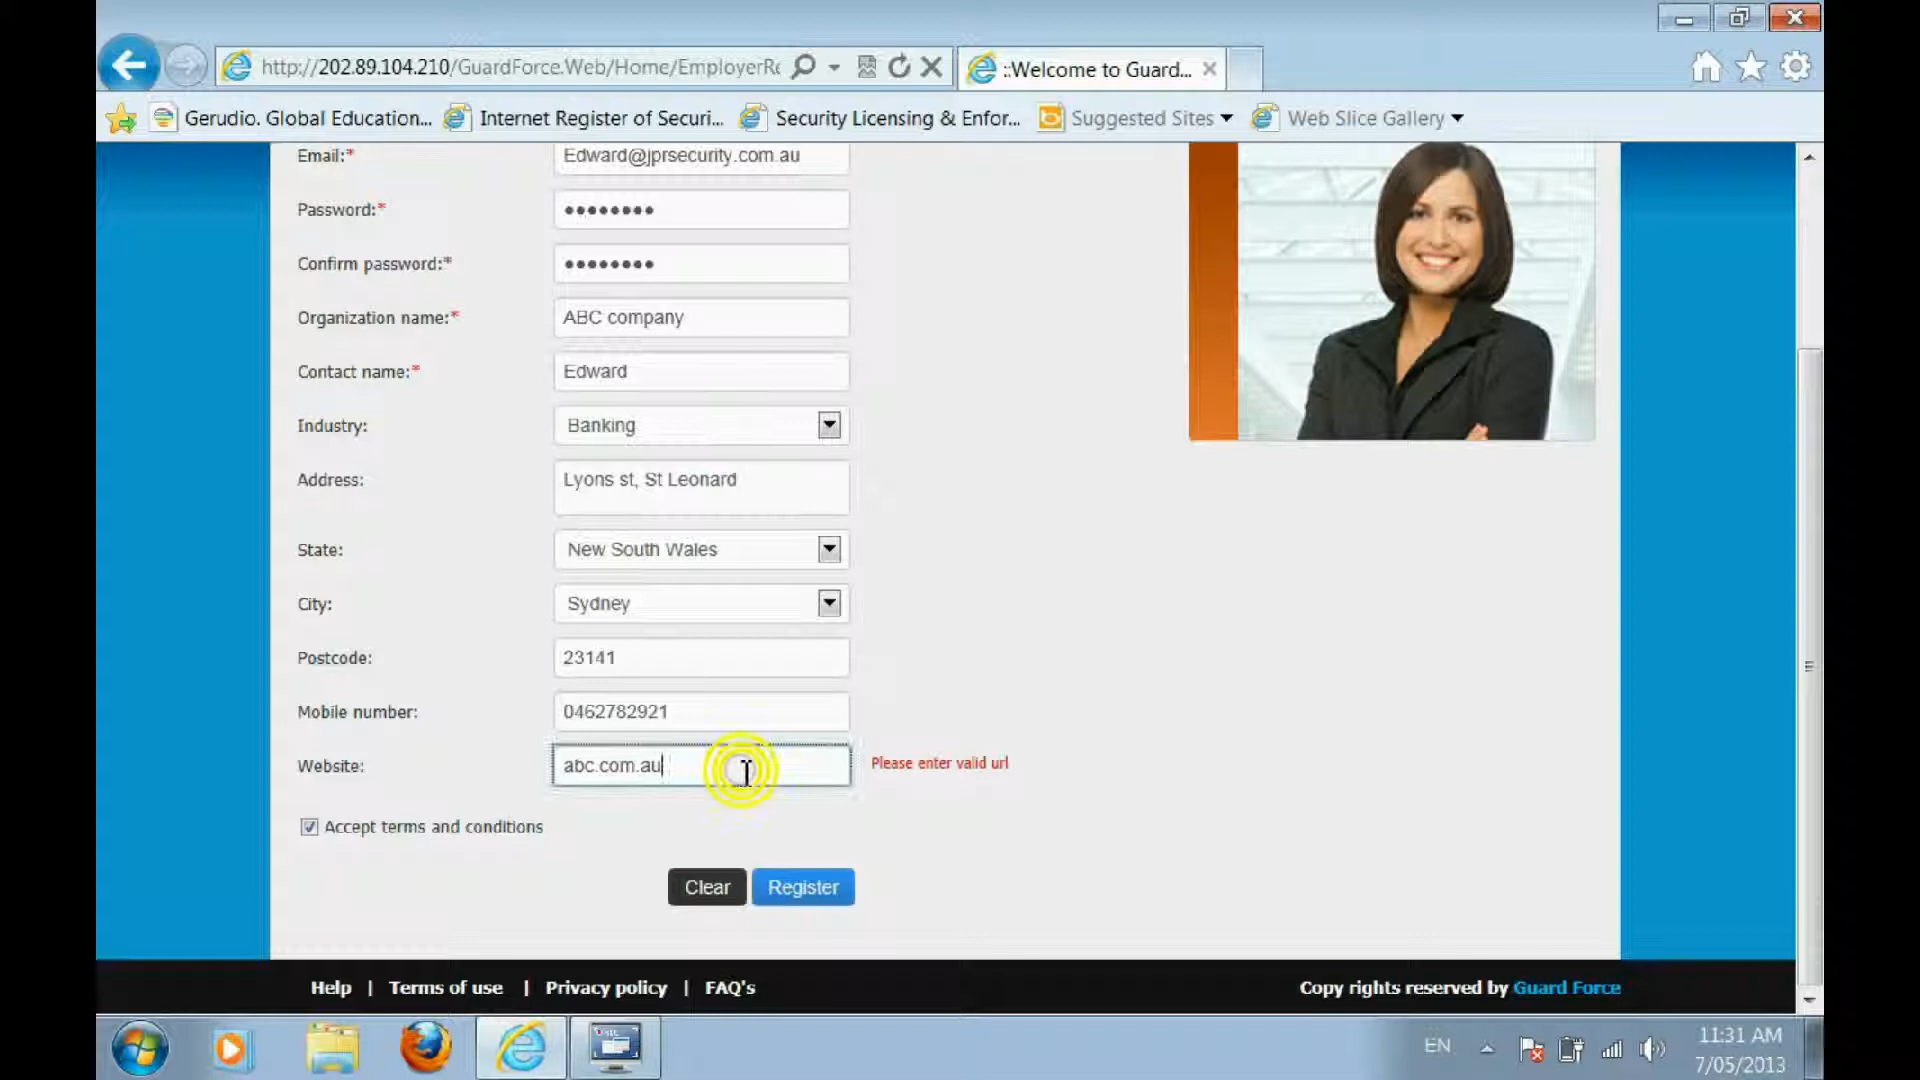 http://202.89.104.210/GuardForce.Web/Home/EmployerRe
::Welcome to Guard...
Gerudio. Global Education... Internet Register of Securi... Security Licensing & Enfor... Suggested Sites Web Slice Gallery
Email:* Edward@jprsecurity.com.au
Password:* ••••••••
Confirm password:* ••••••••
Organization name:* ABC company
Contact name:* Edward
Industry: Banking
Address: Lyons st, St Leonard
State: New South Wales
City: Sydney
Postcode: 23141
Mobile number: 0462782921
Website: abc.com.au Please enter valid url
Accept terms and conditions
Clear Register
Help | Terms of use | Privacy policy | FAQ's Copy rights reserved by Guard Force
EN 11:31 AM
7/05/2013